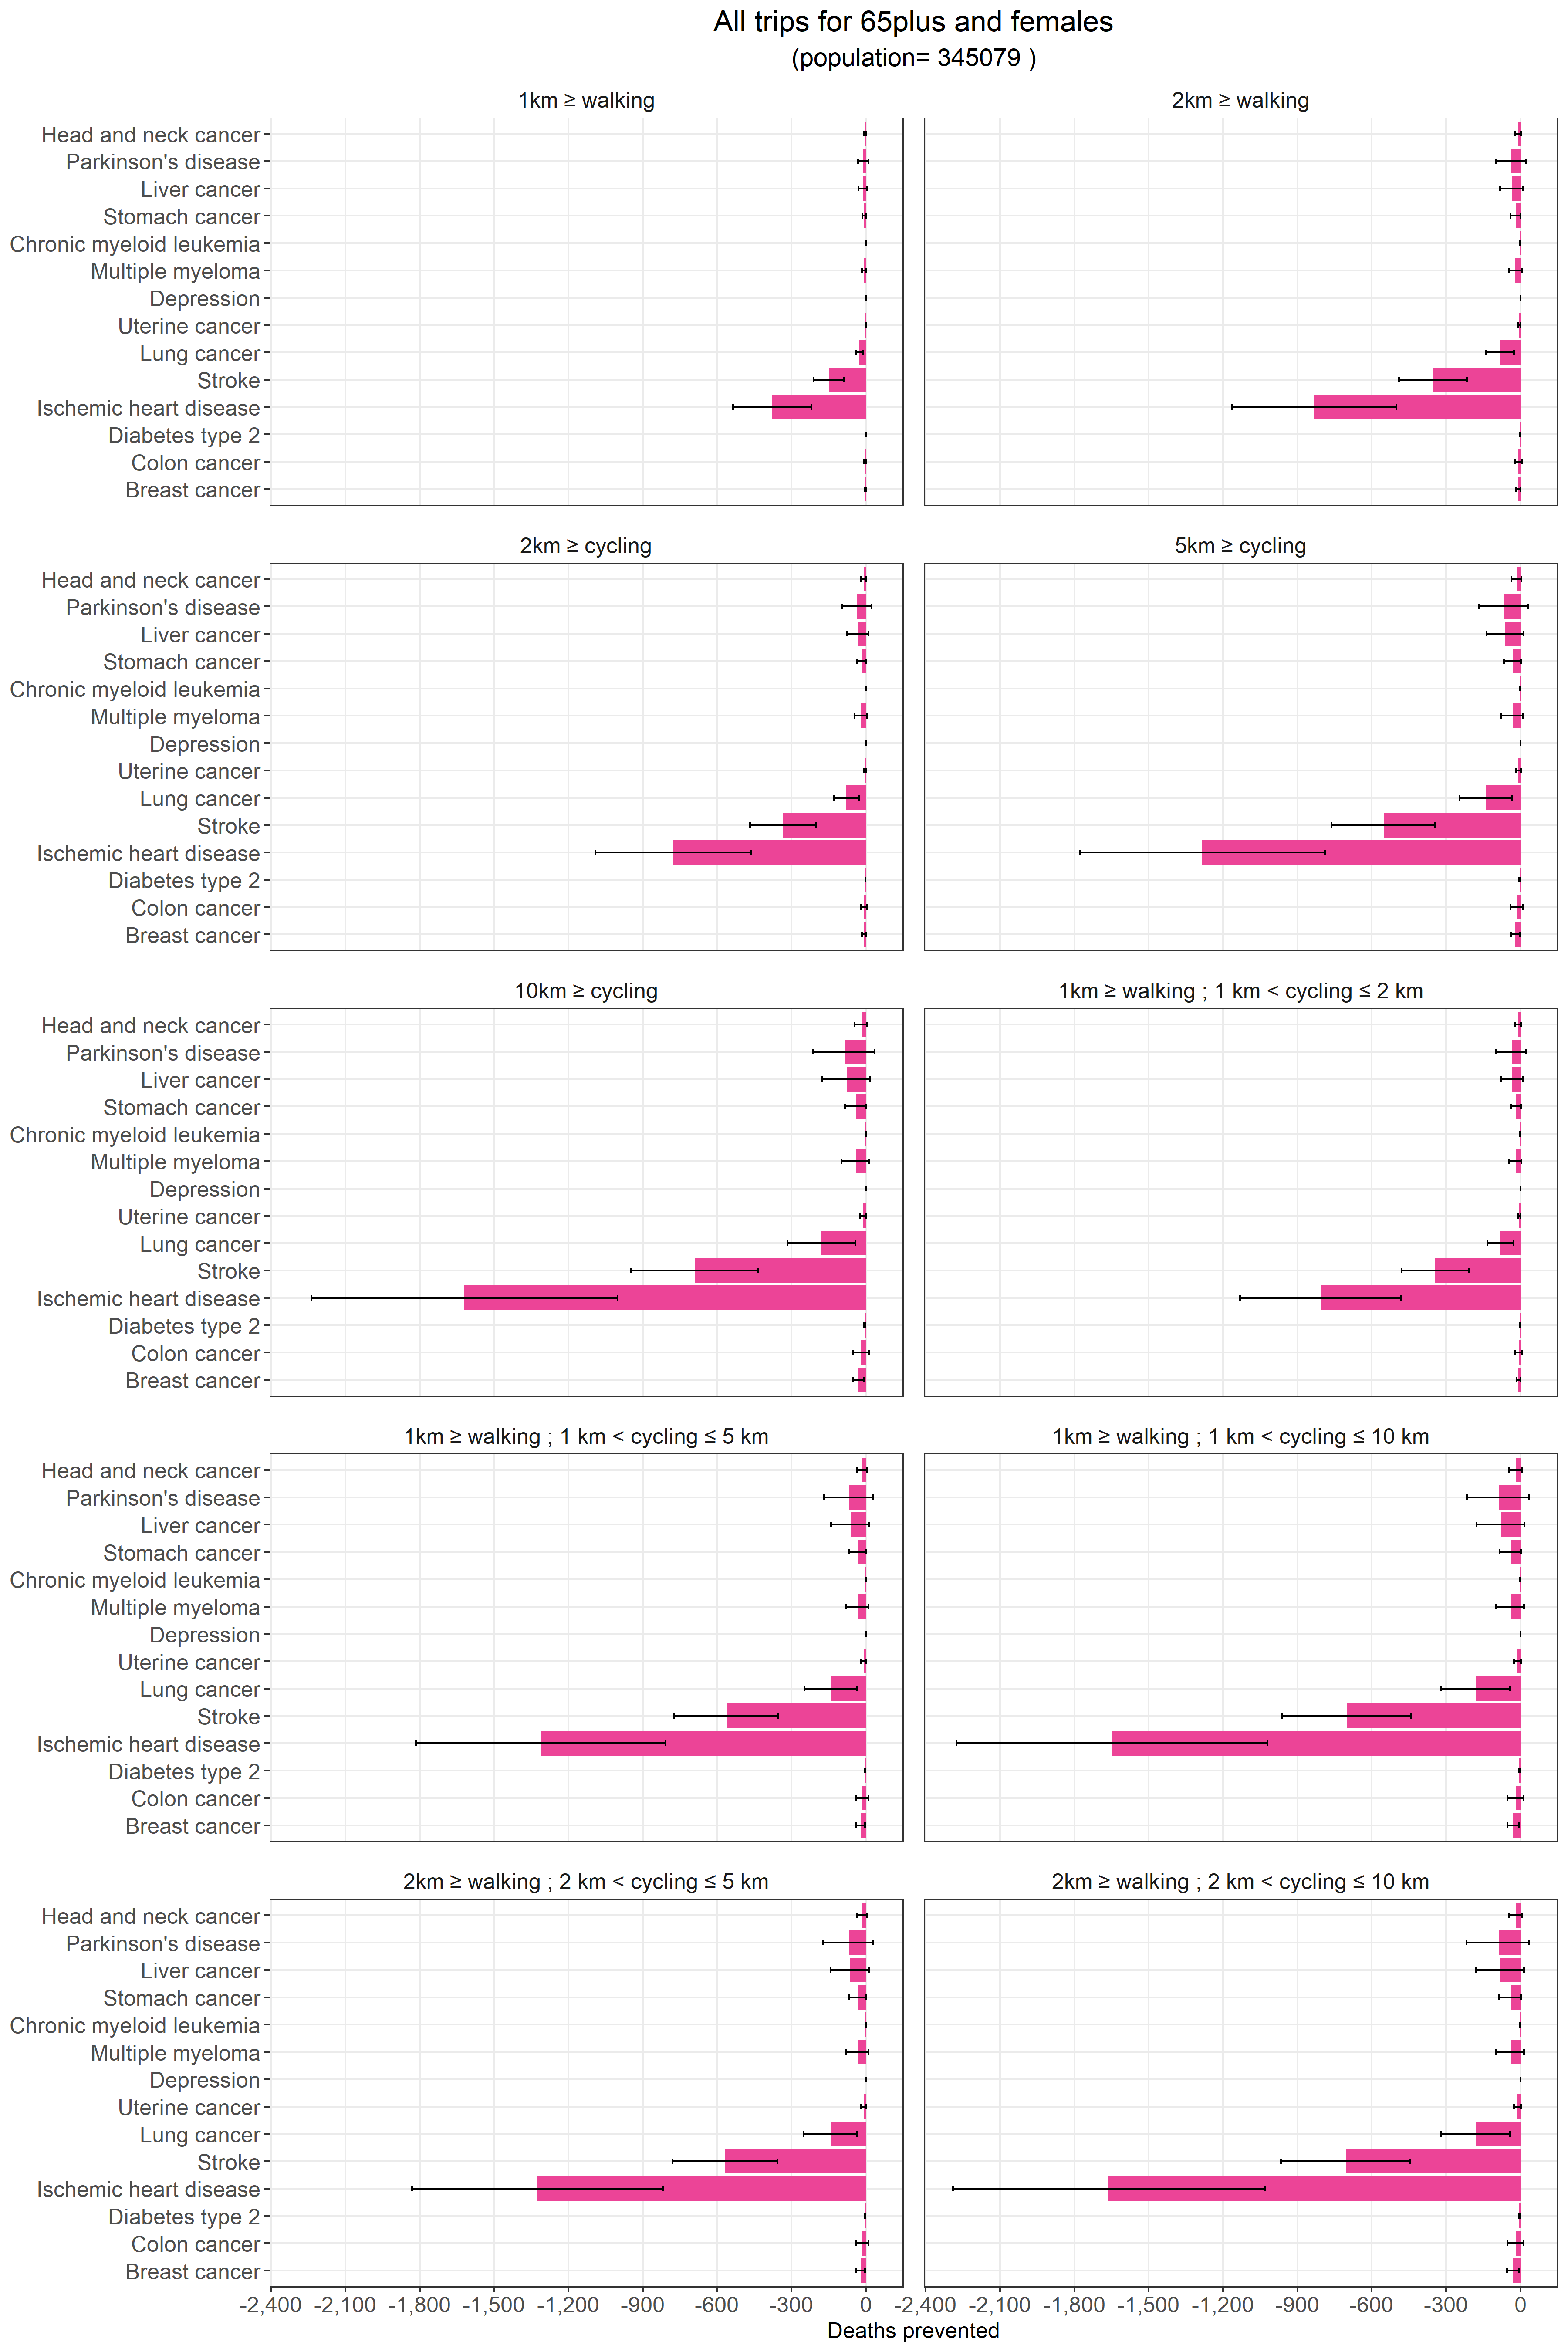 All trips for 65plus and females
(population= 345079 )
1km ≥ walking
2km ≥ walking
Head and neck cancer
Parkinson's disease
Liver cancer
Stomach cancer
Chronic myeloid leukemia
Multiple myeloma
Depression
Uterine cancer
Lung cancer
Stroke
Ischemic heart disease
Diabetes type 2
Colon cancer
Breast cancer
2km ≥ cycling
5km ≥ cycling
Head and neck cancer
Parkinson's disease
Liver cancer
Stomach cancer
Chronic myeloid leukemia
Multiple myeloma
Depression
Uterine cancer
Lung cancer
Stroke
Ischemic heart disease
Diabetes type 2
Colon cancer
Breast cancer
10km ≥ cycling
1km ≥ walking ; 1 km < cycling ≤ 2 km
Head and neck cancer
Parkinson's disease
Liver cancer
Stomach cancer
Chronic myeloid leukemia
Multiple myeloma
Depression
Uterine cancer
Lung cancer
Stroke
Ischemic heart disease
Diabetes type 2
Colon cancer
Breast cancer
1km ≥ walking ; 1 km < cycling ≤ 5 km
1km ≥ walking ; 1 km < cycling ≤ 10 km
Head and neck cancer
Parkinson's disease
Liver cancer
Stomach cancer
Chronic myeloid leukemia
Multiple myeloma
Depression
Uterine cancer
Lung cancer
Stroke
Ischemic heart disease
Diabetes type 2
Colon cancer
Breast cancer
2km ≥ walking ; 2 km < cycling ≤ 5 km
2km ≥ walking ; 2 km < cycling ≤ 10 km
Head and neck cancer
Parkinson's disease
Liver cancer
Stomach cancer
Chronic myeloid leukemia
Multiple myeloma
Depression
Uterine cancer
Lung cancer
Stroke
Ischemic heart disease
Diabetes type 2
Colon cancer
Breast cancer
-2,400 -2,100 -1,800 -1,500 -1,200 -900 -600 -300 0 -2,400 -2,100 -1,800 -1,500 -1,200 -900 -600 -300 0
Deaths prevented